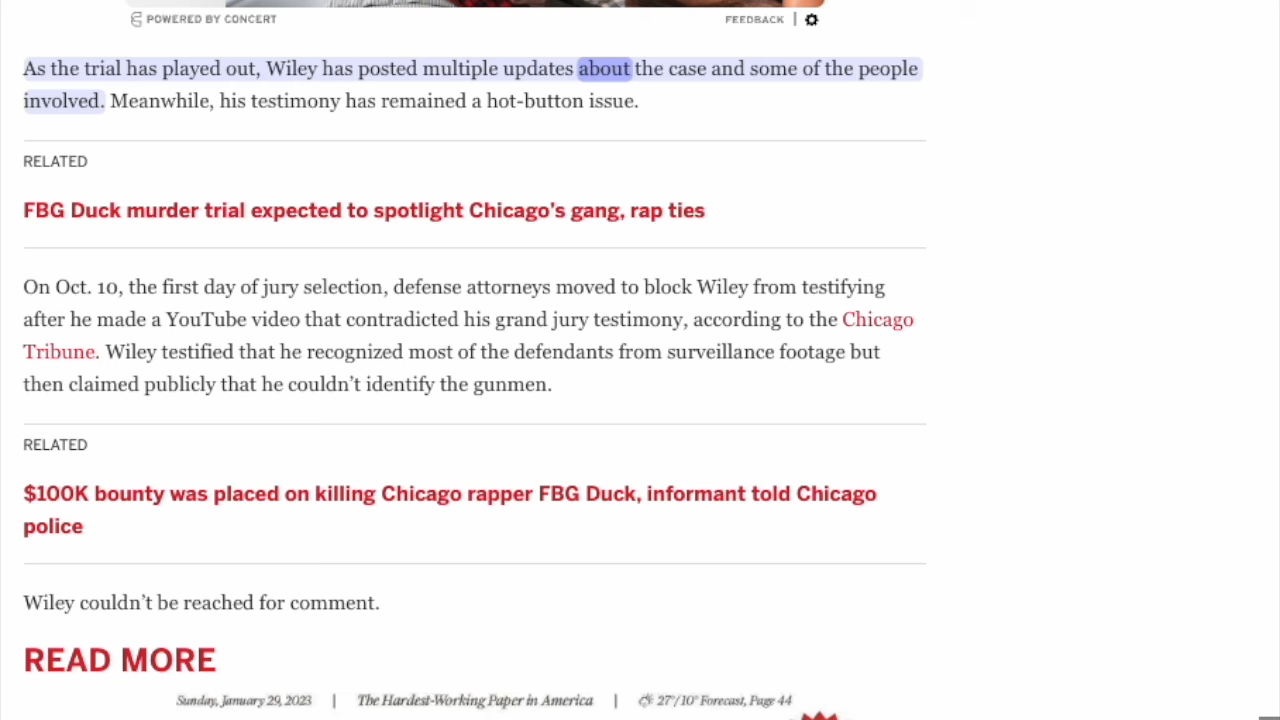 POWERED BY CONCERT
FEEDBACK |
As the trial has played out, Wiley has posted multiple updates about the case and some of the people
involved. Meanwhile, his testimony has remained a hot-button issue.
RELATED
FBG Duck murder trial expected to spotlight Chicago’s gang, rap ties
On Oct. 10, the first day of jury selection, defense attorneys moved to block Wiley from testifying
after he made a YouTube video that contradicted his grand jury testimony, according to the Chicago
Tribune. Wiley testified that he recognized most of the defendants from surveillance footage but
then claimed publicly that he couldn’t identify the gunmen.
RELATED
$100K bounty was placed on killing Chicago rapper FBG Duck, informant told Chicago
police
Wiley couldn’t be reached for comment.
READ MORE
Sunday, January 29, 2023 | The Hardest-Working Paper in America | 27°/10° Forecast, Page 44